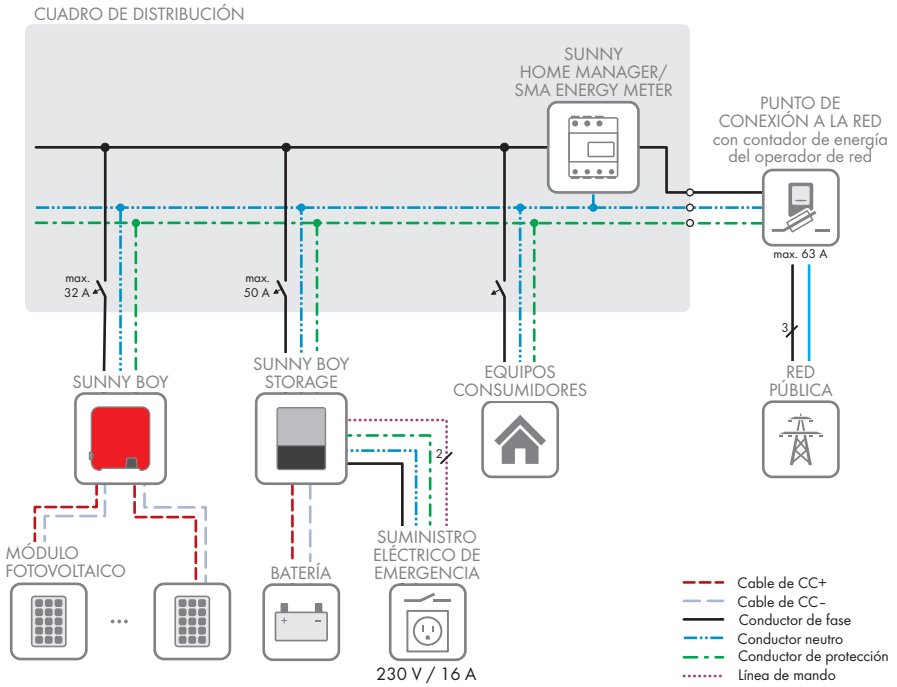 CUADRO DE DISTRIBUCIÓN
SUNNY
HOME MANAGER/
SMA ENERGY METER
PUNTO DE
CONEXIÓN A LA RED
con contador de energía
del operador de red
max.
32 A
max.
50 A
max. 63 A
3
SUNNY BOY
SUNNY BOY
STORAGE
EQUIPOS
CONSUMIDORES
RED
PÚBLICA
2
MÓDULO
FOTOVOLTAICO
...
BATERÍA
+ -
SUMINISTRO
ELÉCTRICO DE
EMERGENCIA
230 V / 16 A
Cable de CC+
Cable de CC-
Conductor de fase
Conductor neutro
Conductor de protección
Línea de mando